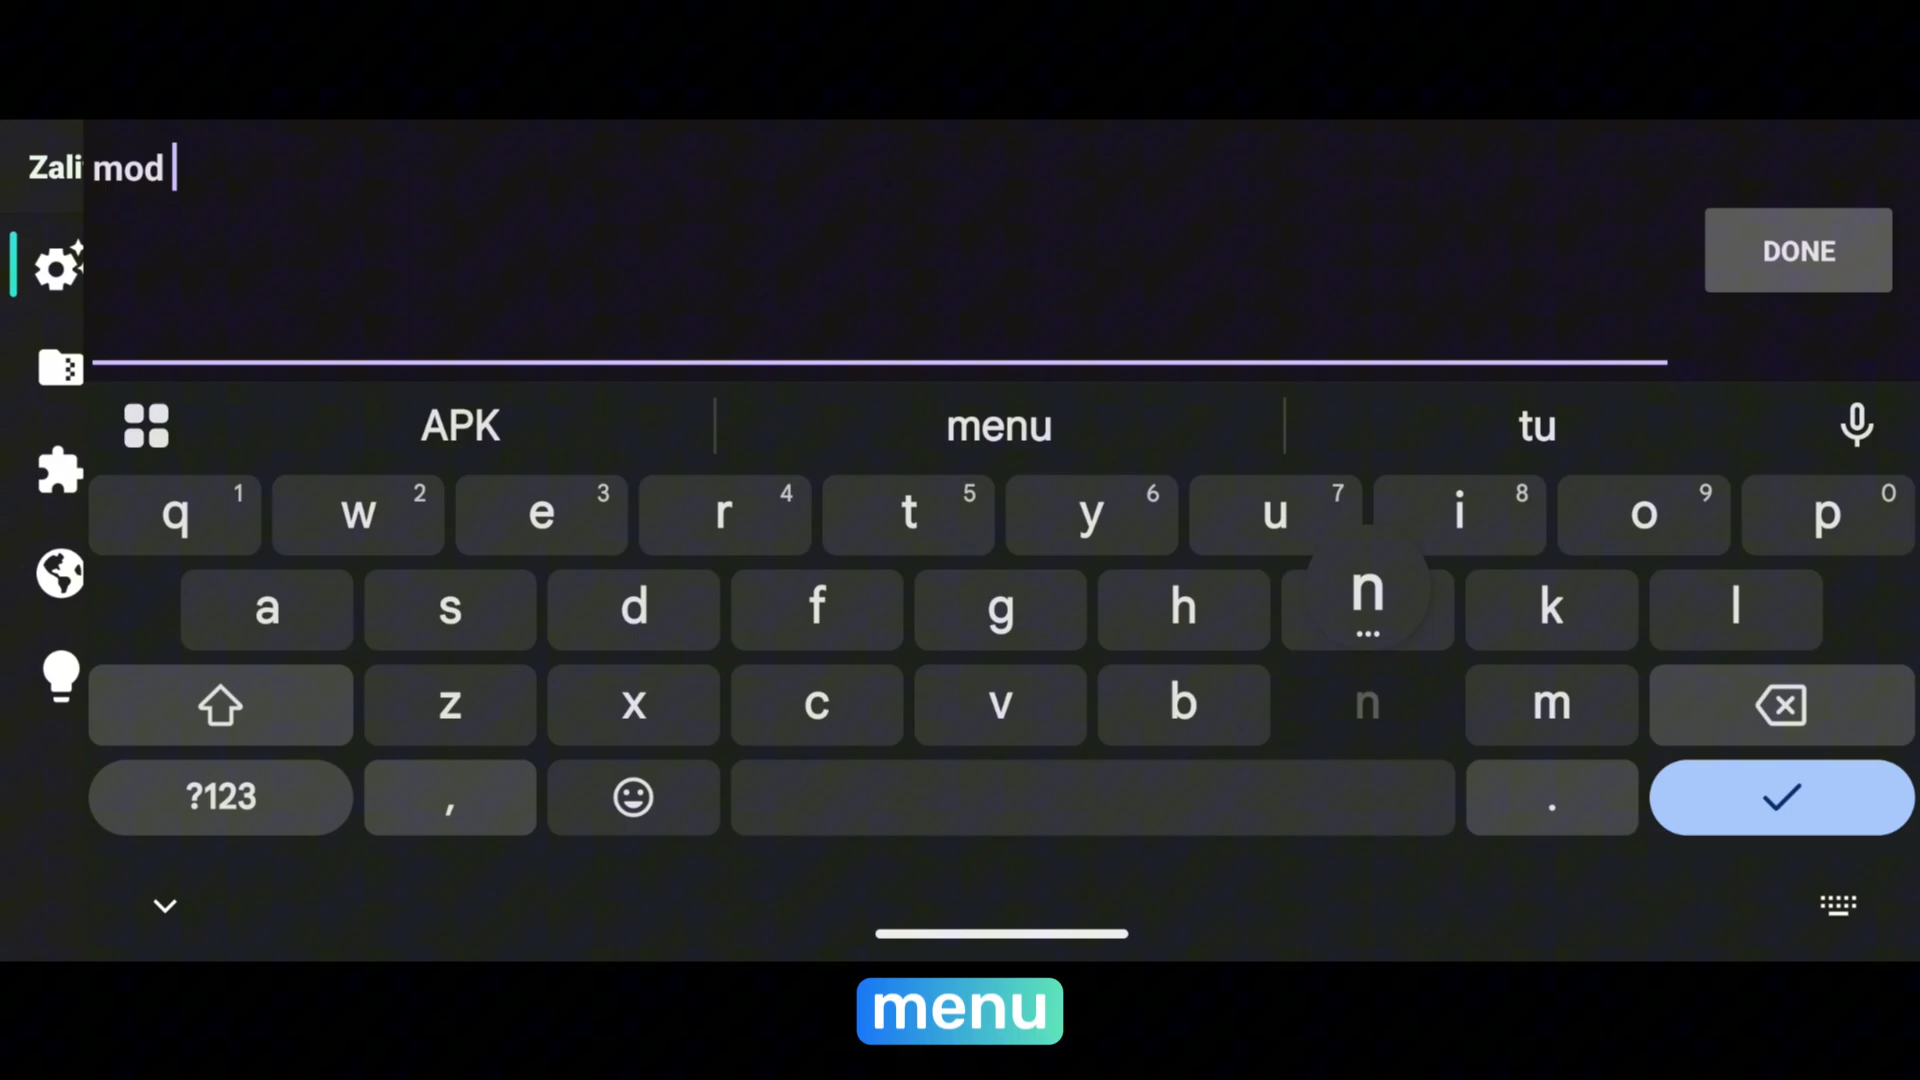 Zali
mod
DONE
APK menu tu
q 1 w 2 e 3 r 4 t 5 y 6 u 7 i 8 o 9 p 0
a s d f g h n k l
z x c v b n m
?123 , .
menu